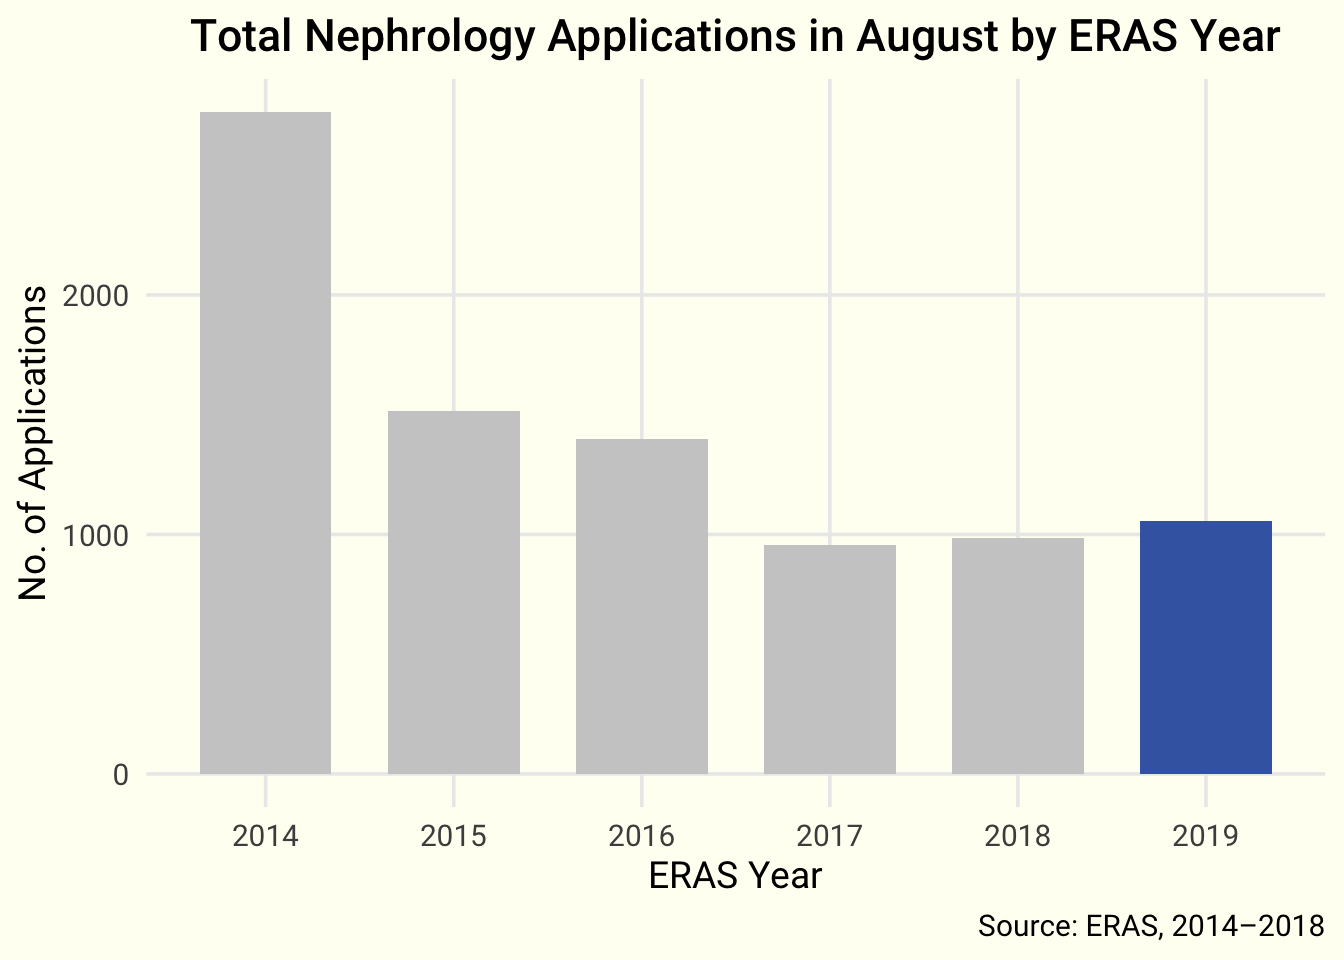 Total Nephrology Applications in August by ERAS Year
No. of Applications
2000
1000
0
2014 2015 2016 2017 2018 2019
ERAS Year
Source: ERAS, 2014–2018